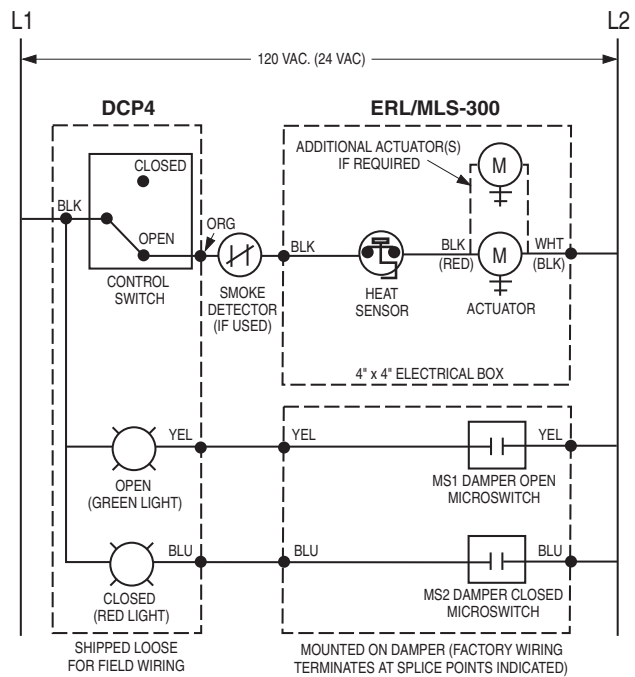 L1
L2
120 VAC. (24 VAC)
DCP4
ERL/MLS-300
CLOSED
BLK
OPEN
CONTROL
SWITCH
ORG
SMOKE
DETECTOR
(IF USED)
ADDITIONAL ACTUATOR(S)
IF REQUIRED
M
BLK
HEAT
SENSOR
BLK
(RED)
M
WHT
(BLK)
ACTUATOR
4" x 4" ELECTRICAL BOX
YEL
YEL
YEL
OPEN
(GREEN LIGHT)
MS1 DAMPER OPEN
MICROSWITCH
BLU
BLU
BLU
CLOSED
(RED LIGHT)
MS2 DAMPER CLOSED
MICROSWITCH
SHIPPED LOOSE
FOR FIELD WIRING
MOUNTED ON DAMPER (FACTORY WIRING
TERMINATES AT SPLICE POINTS INDICATED)